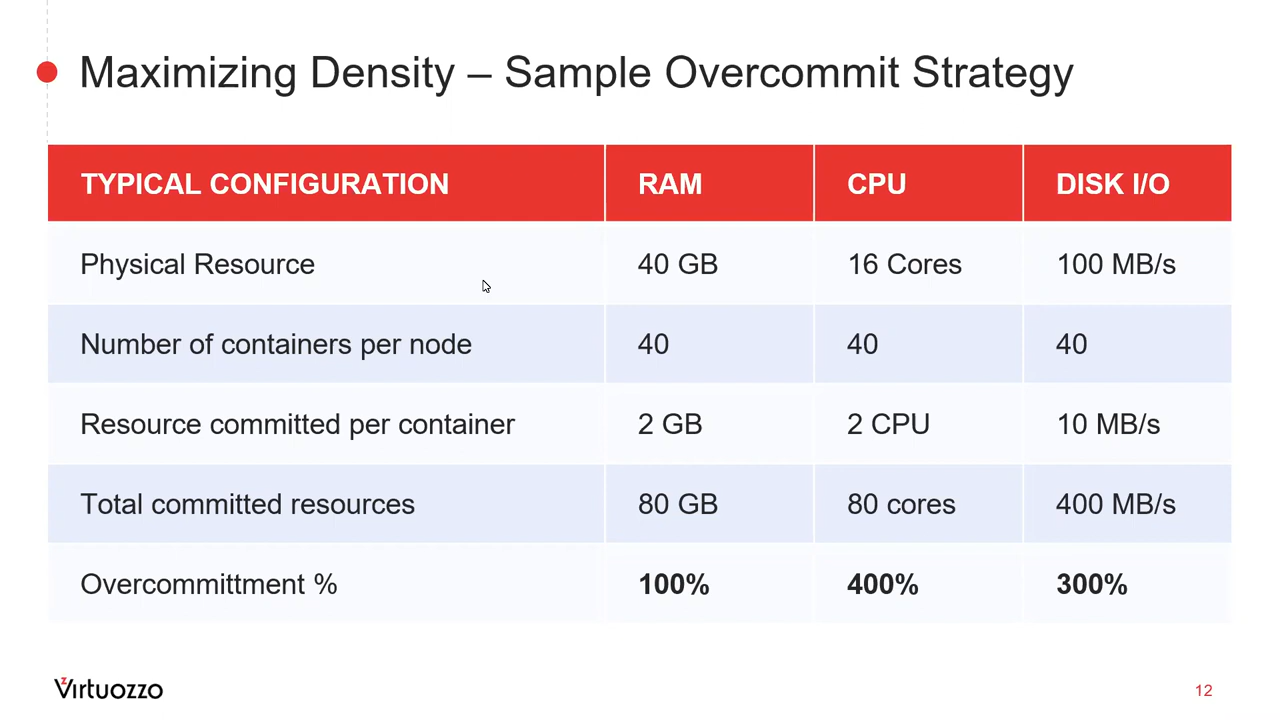 Maximizing Density – Sample Overcommit Strategy
TYPICAL CONFIGURATION RAM CPU DISK I/O
Physical Resource 40 GB 16 Cores 100 MB/s
Number of containers per node 40 40 40
Resource committed per container 2 GB 2 CPU 10 MB/s
Total committed resources 80 GB 80 cores 400 MB/s
Overcommittment % 100% 400% 300%
Virtuozzo 12